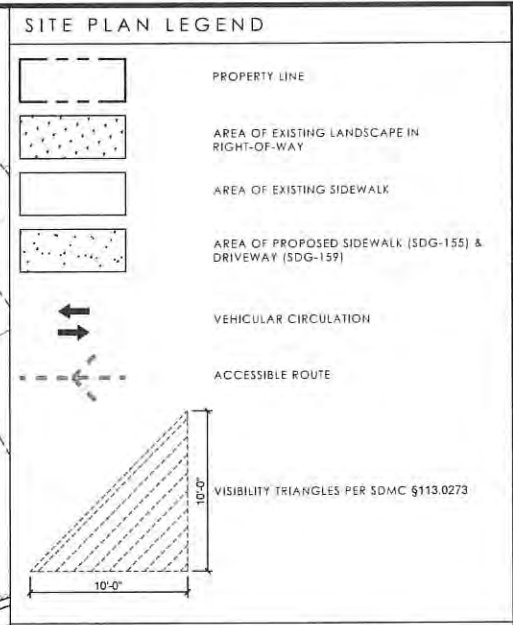 SITE PLAN LEGEND
PROPERTY LINE
AREA OF EXISTING LANDSCAPE IN
RIGHT-OF-WAY
AREA OF EXISTING SIDEWALK
AREA OF PROPOSED SIDEWALK (SDG-155) &
DRIVEWAY (SDG-159)
VEHICULAR CIRCULATION
ACCESSIBLE ROUTE
10'-0"
VISIBILITY TRIANGLES PER SDMC §113.0273
10'-0"